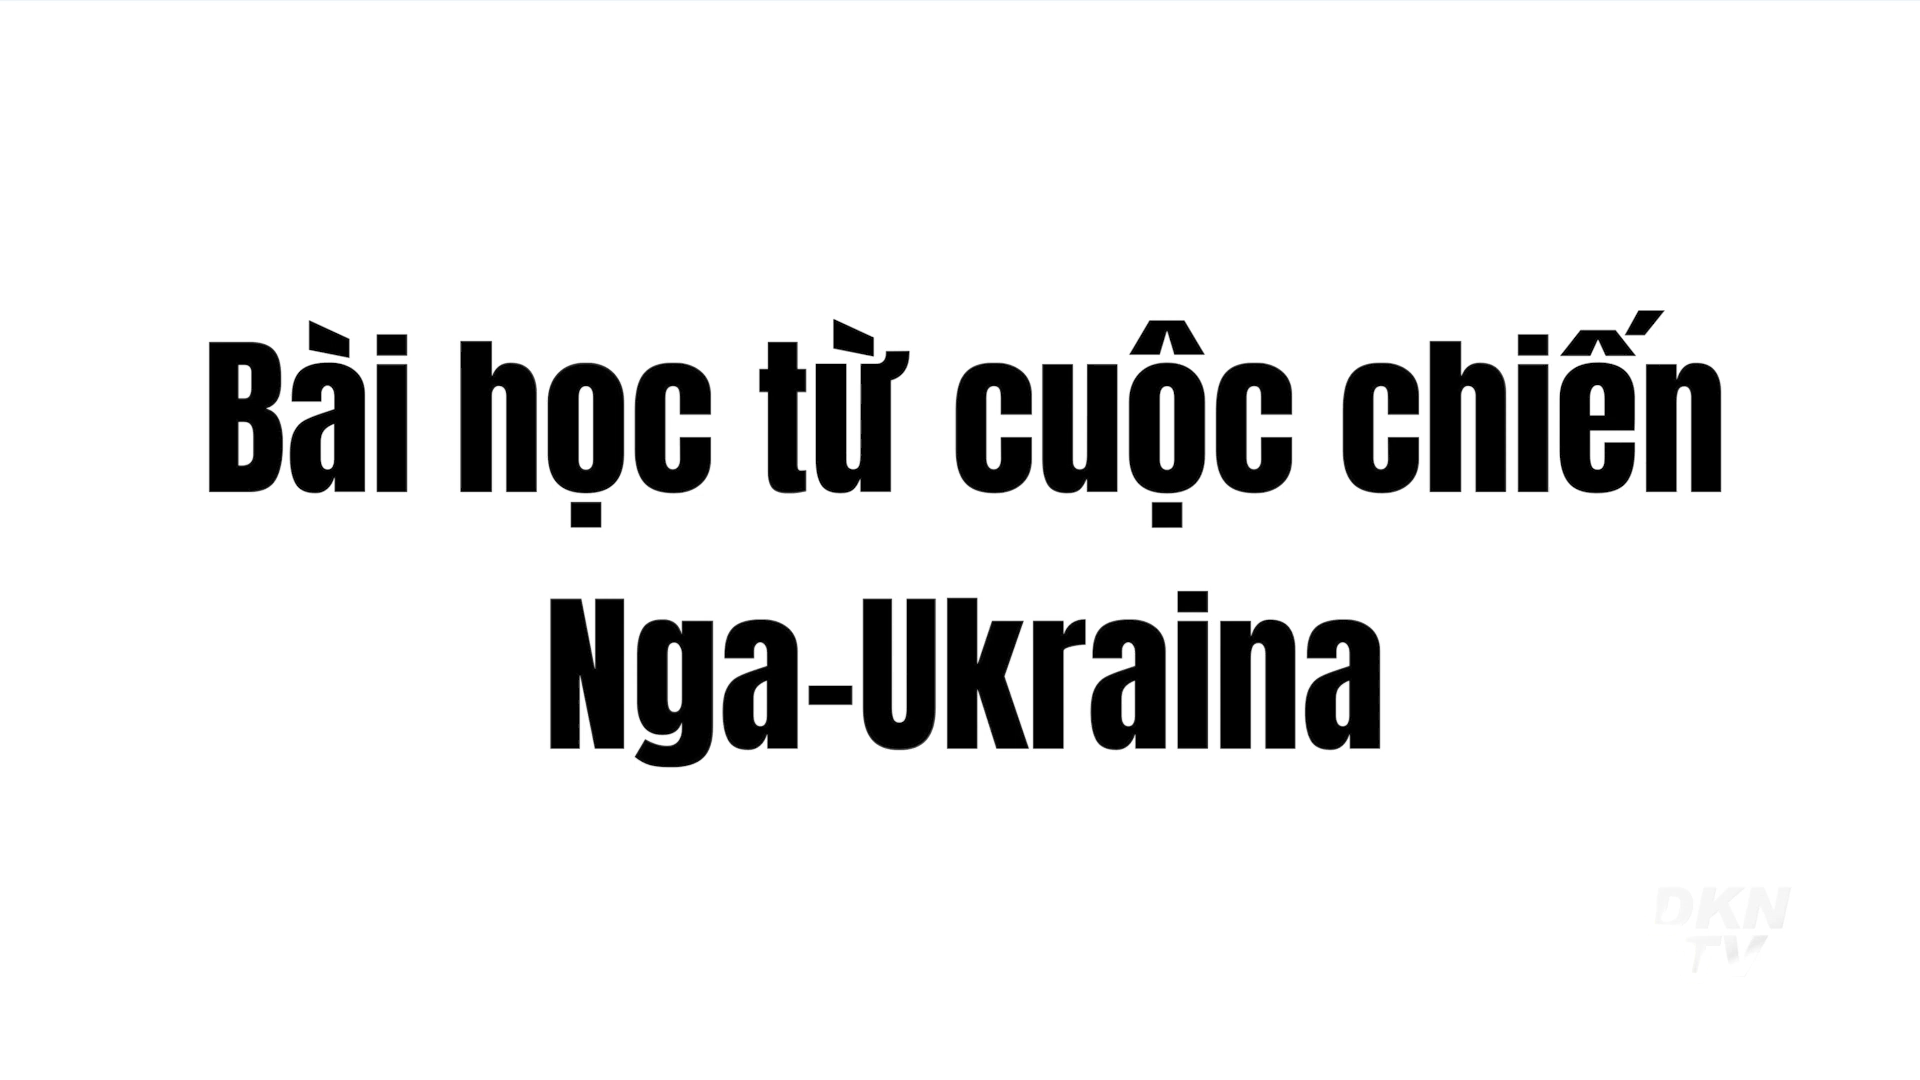 Bài học từ cuộc chiến
Nga-Ukraina
DKN
TV